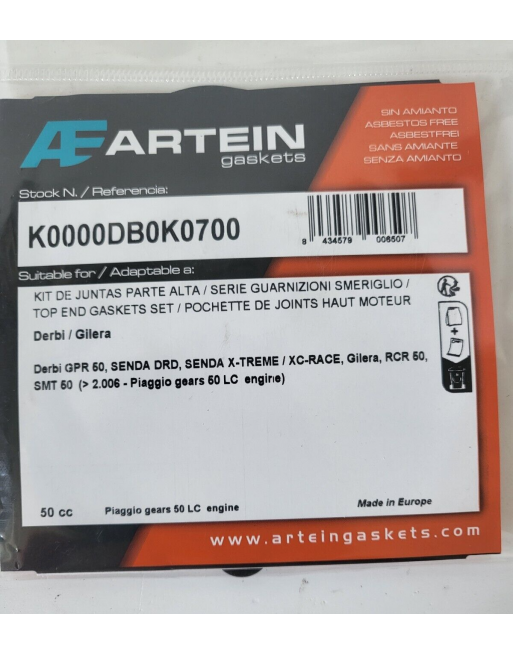 Æ ARTEIN
gaskets
SIN AMIANTO
ASBESTOS FREE
ASBESTFREI
SANS AMIANTE
SENZA AMIANTO
Stock N. / Referencia:
K0000DB0K0700
8 434579 006507
Suitable for / Adaptable a:
KIT DE JUNTAS PARTE ALTA / SERIE GUARNIZIONI SMERIGLIO /
TOP END GASKETS SET / POCHETTE DE JOINTS HAUT MOTEUR
Derbi / Gilera
Derbi GPR 50, SENDA DRD, SENDA X-TREME / XC-RACE, Gilera, RCR 50,
SMT 50 (> 2.006 - Piaggio gears 50 LC engine)
50 cc Piaggio gears 50 LC engine Made in Europe
www.arteingaskets.com